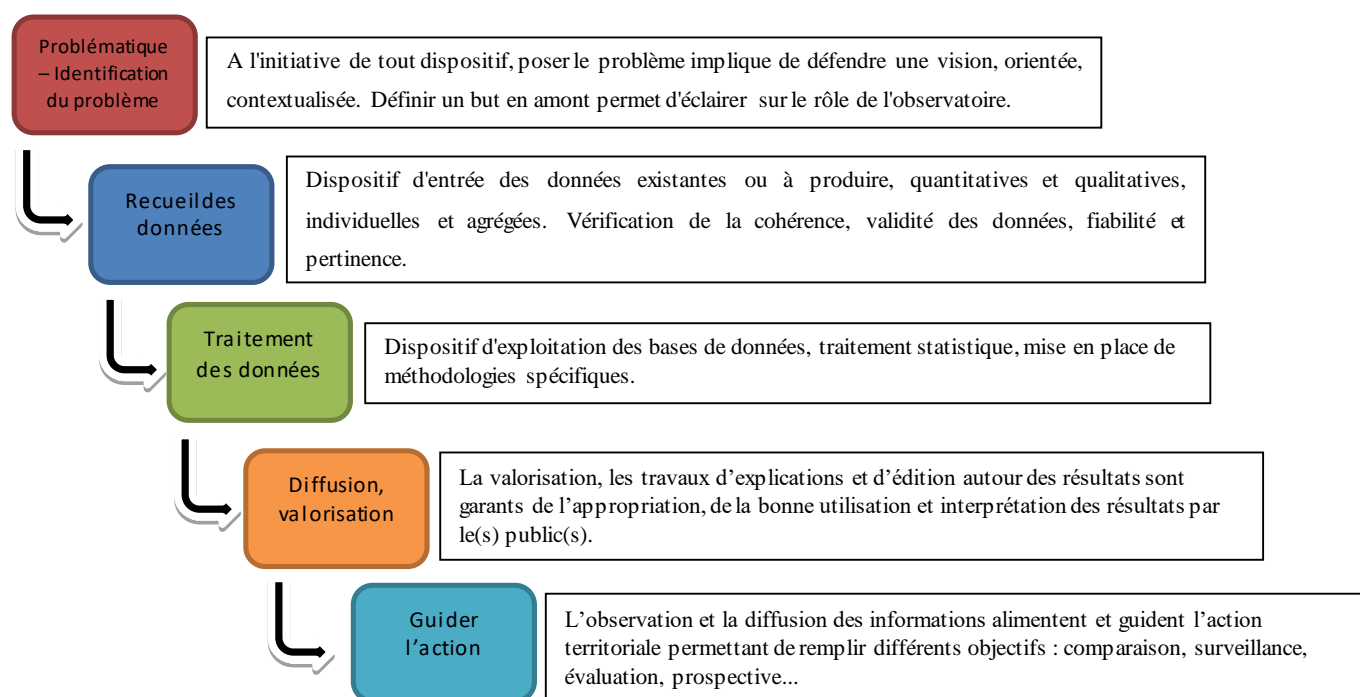 Problématique
– Identification
du problème
A l'initiative de tout dispositif, poser le problème implique de défendre une vision, orientée,
contextualisée. Définir un but en amont permet d'éclairer sur le rôle de l'observatoire.
Recueil des
données
Dispositif d'entrée des données existantes ou à produire, quantitatives et qualitatives,
individuelles et agrégées. Vérification de la cohérence, validité des données, fiabilité et
pertinence.
Traitement
des données
Dispositif d'exploitation des bases de données, traitement statistique, mise en place de
méthodologies spécifiques.
Diffusion,
valorisation
La valorisation, les travaux d’explications et d’édition autour des résultats sont
garants de l’appropriation, de la bonne utilisation et interprétation des résultats par
le(s) public(s).
Guider
l’action
L’observation et la diffusion des informations alimentent et guident l’action
territoriale permettant de remplir différents objectifs : comparaison, surveillance,
évaluation, prospective...